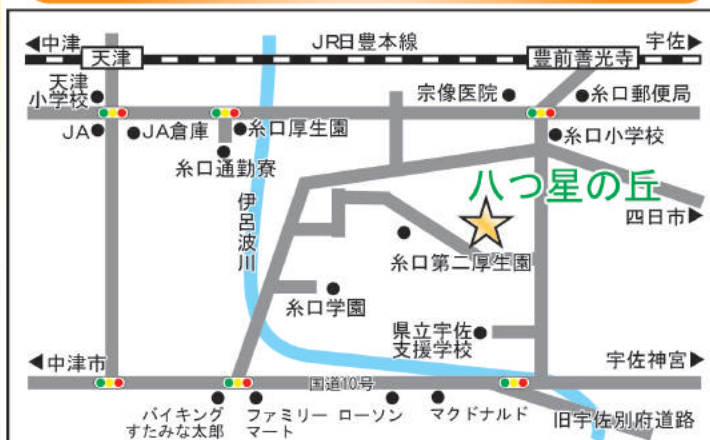 ◀中津
JR日豊本線
宇佐▶
天津
豊前善光寺
天津
小学校
宗像医院
糸口郵便局
JA
JA倉庫
糸口厚生園
糸口小学校
糸口通勤寮
八つ星の丘
伊呂波川
四日市▶
糸口第二厚生園
糸口学園
県立宇佐
支援学校
◀中津市
宇佐神宮▶
国道10号
バイキング
すたみな太郎
ファミリー
マート
ローソン
マクドナルド
旧宇佐別府道路